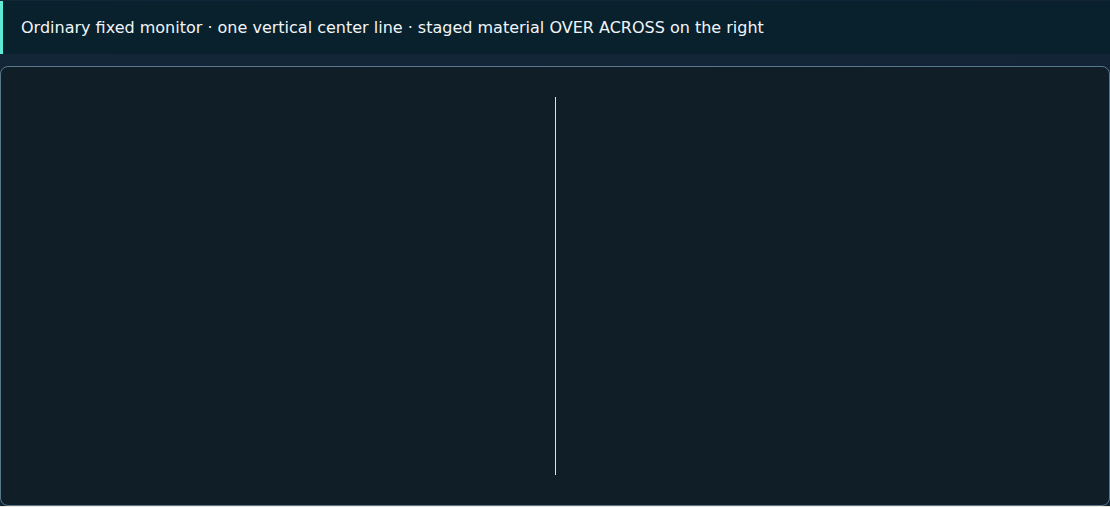 Ordinary fixed monitor · one vertical center line · staged material OVER ACROSS on the right